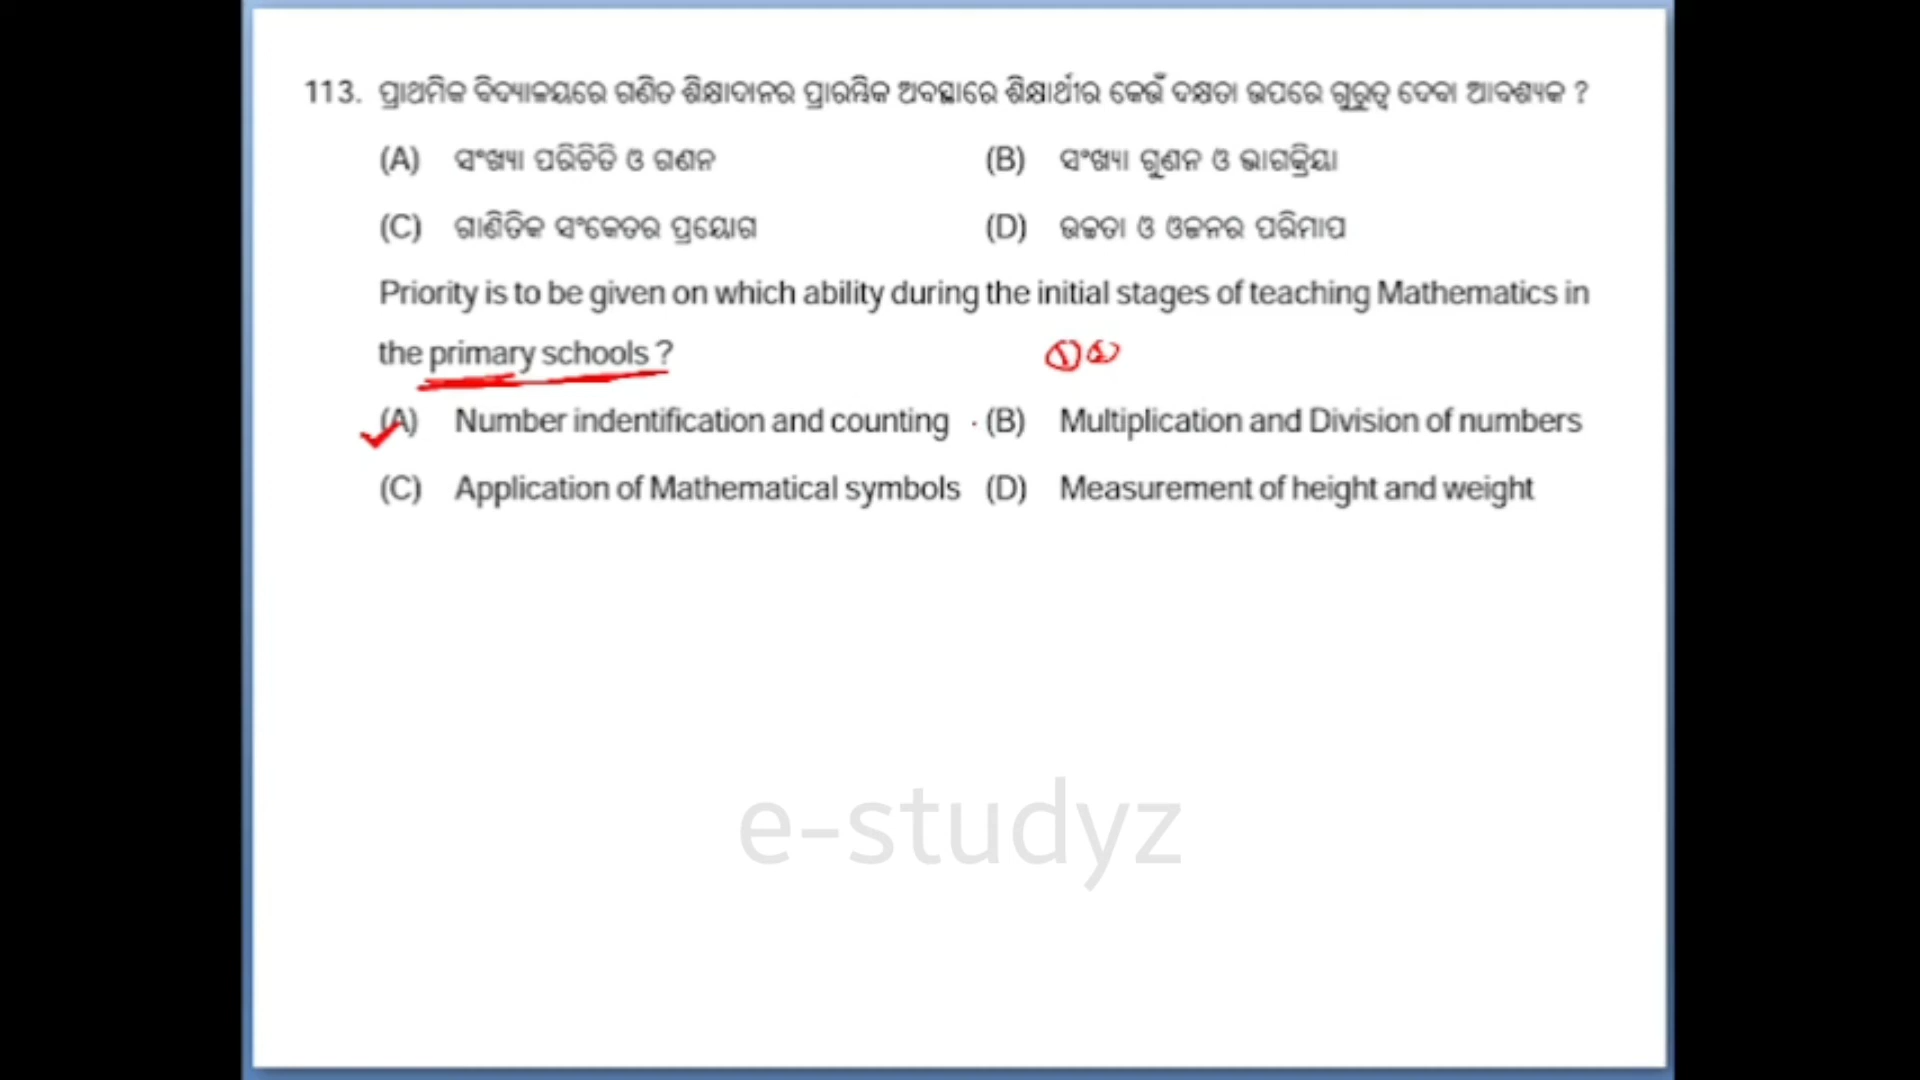 113. ପ୍ରାଥମିକ ବିଦ୍ୟାଳୟରେ ଗଣିତ ଶିକ୍ଷାଦାନର ପ୍ରାରମ୍ଭିକ ଅବସ୍ଥାରେ ଶିକ୍ଷାର୍ଥୀର କେଉଁ ଦକ୍ଷତା ଉପରେ ଗୁରୁତ୍ୱ ଦେବା ଆବଶ୍ୟକ ?
(A) ସଂଖ୍ୟା ପରିଚିତି ଓ ଗଣନ (B) ସଂଖ୍ୟା ଗୁଣନ ଓ ଭାଗକ୍ରିୟା
(C) ଗାଣିତିକ ସଂକେତର ପ୍ରୟୋଗ (D) ଉଚ୍ଚତା ଓ ଓଜନର ପରିମାପ
Priority is to be given on which ability during the initial stages of teaching Mathematics in
the primary schools ?
(A) Number indentification and counting (B) Multiplication and Division of numbers
(C) Application of Mathematical symbols (D) Measurement of height and weight
e-studyz